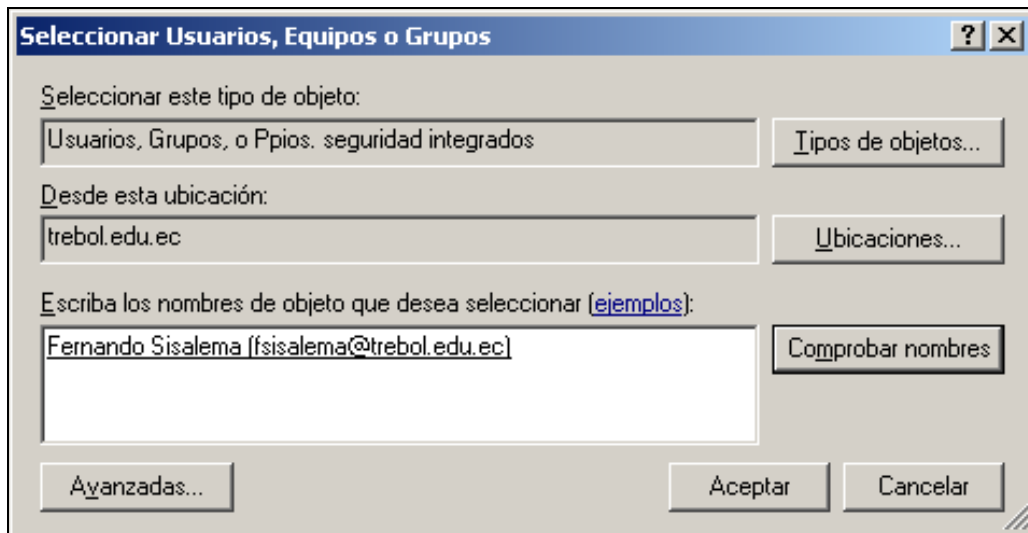 Seleccionar Usuarios, Equipos o Grupos
Seleccionar este tipo de objeto:
Usuarios, Grupos, o Ppios. seguridad integrados
Tipos de objetos...
Desde esta ubicación:
trebol.edu.ec
Ubicaciones...
Escriba los nombres de objeto que desea seleccionar (ejemplos):
Fernando Sisalema (fsisalema@trebol.edu.ec)
Comprobar nombres
Avanzadas...
Aceptar
Cancelar